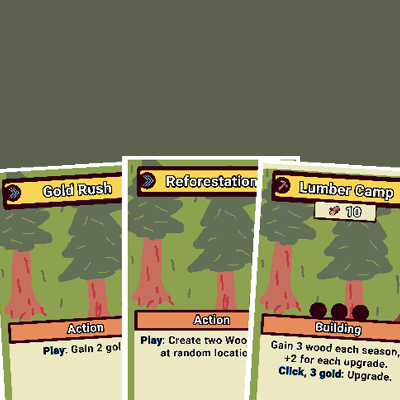 Gold Rush
Action
Play: Gain 2 gol
Reforestation
Action
Play: Create two Woo
at random locatio
Lumber Camp
10
Building
Gain 3 wood each season,
+2 for each upgrade.
Click, 3 gold: Upgrade.